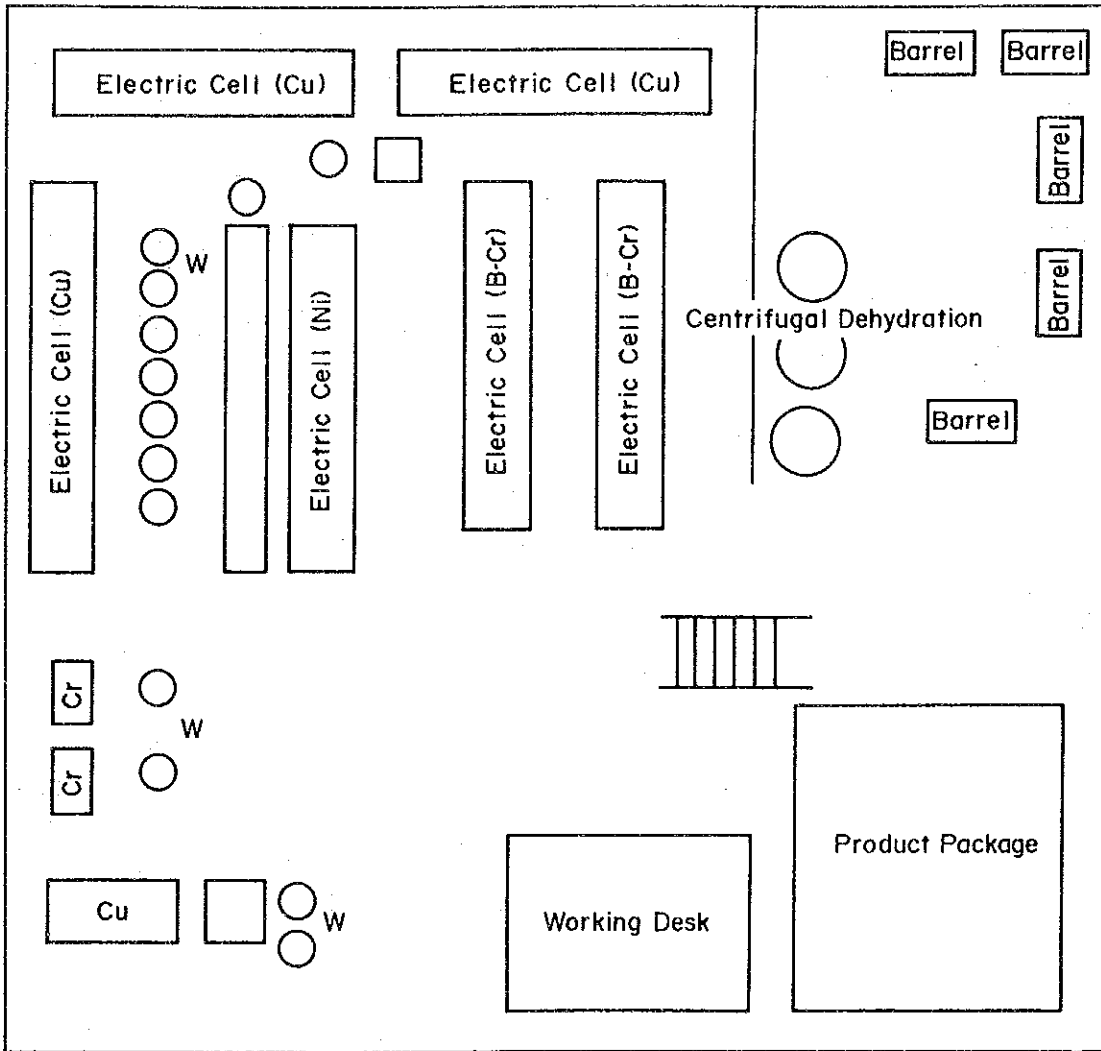 Electric Cell (Cu)
Electric Cell (Cu)
Barrel
Barrel
Barrel
Barrel
Barrel
Electric Cell (Cu)
W
Electric Cell (Ni)
Electric Cell (B-Cr)
Electric Cell (B-Cr)
Centrifugal Dehydration
Cr
W
Cr
Cu
W
Working Desk
Product Package